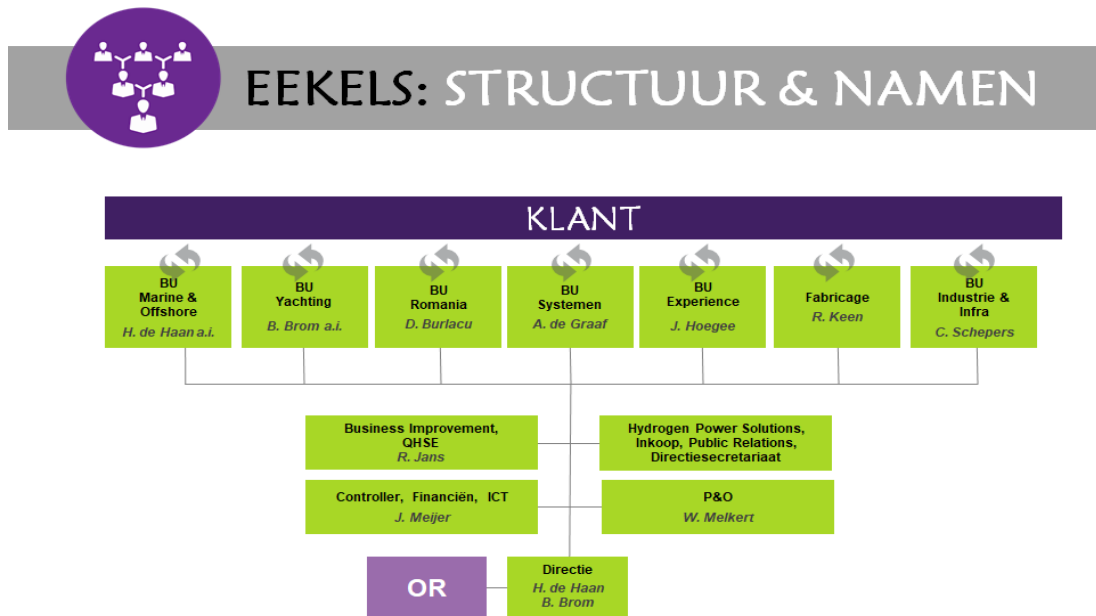 EEKELS: STRUCTUUR & NAMEN
KLANT
BU
Marine &
Offshore
H. de Haan a.i.
BU
Yachting
B. Brom a.i.
BU
Romania
D. Burlacu
BU
Systemen
A. de Graaf
BU
Experience
J. Hoegee
Fabricage
R. Keen
BU
Industrie &
Infra
C. Schepers
Business Improvement,
QHSE
R. Jans
Hydrogen Power Solutions,
Inkoop, Public Relations,
Directiesecretariaat
Controller, Financiën, ICT
J. Meijer
P&O
W. Melkert
OR
Directie
H. de Haan
B. Brom